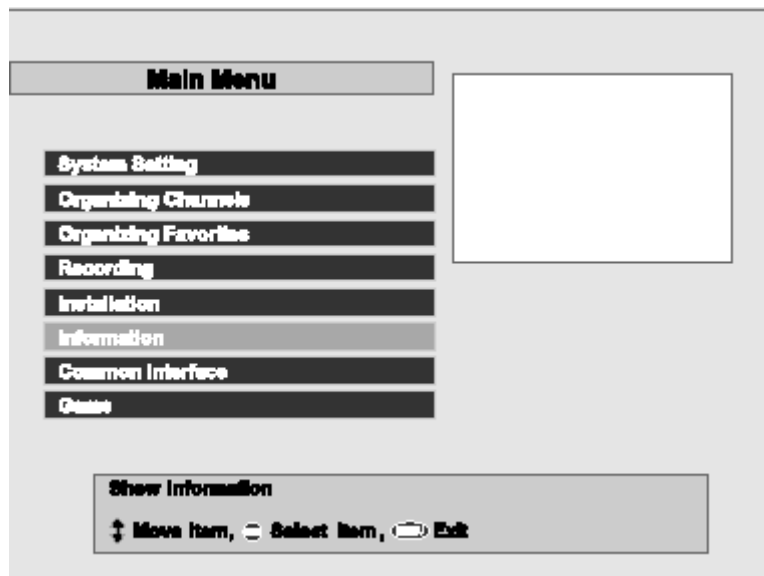 Main Menu
System Setting
Organizing Channels
Organizing Favorites
Recording
Installation
Information
Common Interface
Game
Show Information
Move Item, Select Item, Exit